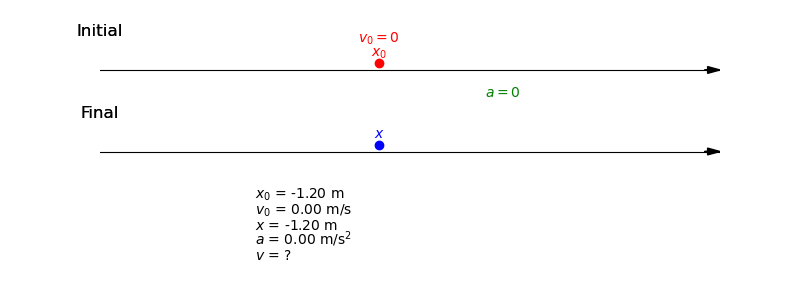 Initial
v₀ = 0
x₀
a = 0
Final
x
x₀ = -1.20 m
v₀ = 0.00 m/s
x = -1.20 m
a = 0.00 m/s²
v = ?